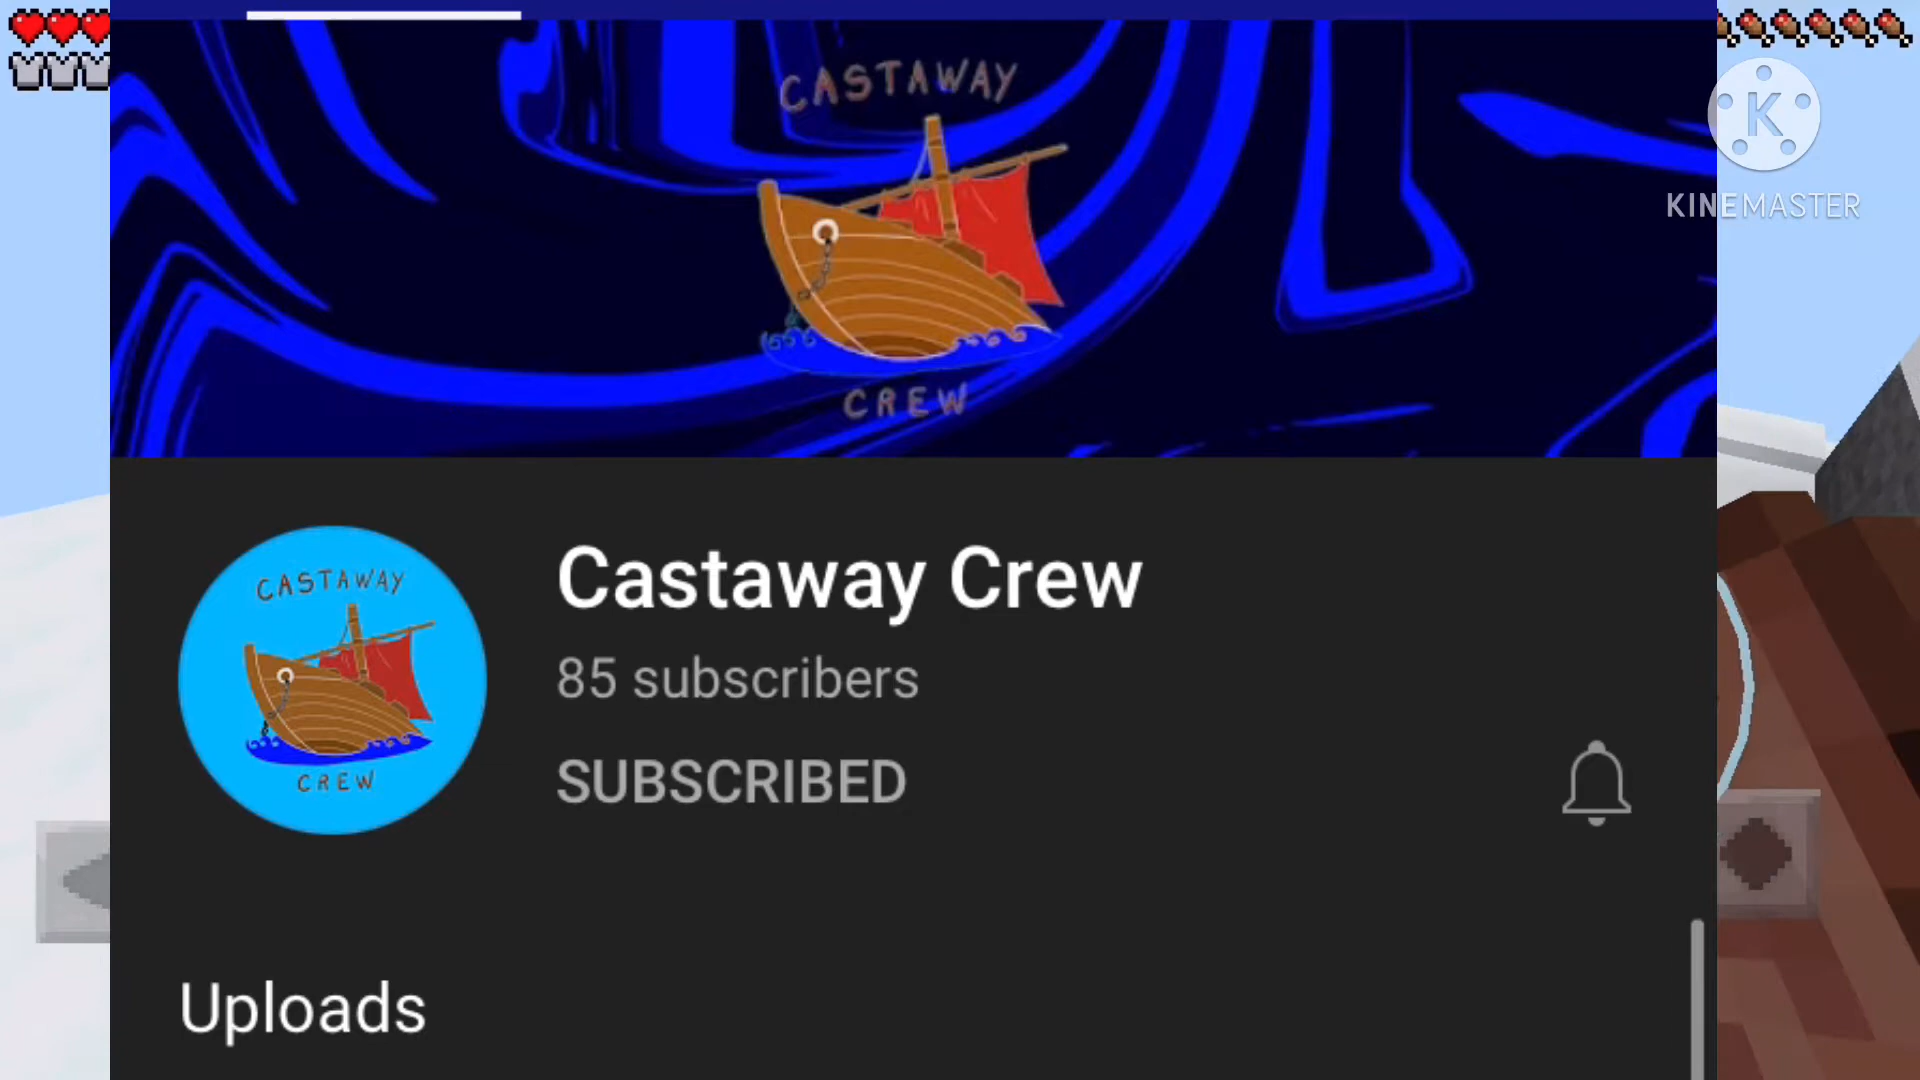 CASTAWAY
CREW
K
KINEMASTER
CASTAWAY
CREW
Castaway Crew
85 subscribers
SUBSCRIBED
Uploads